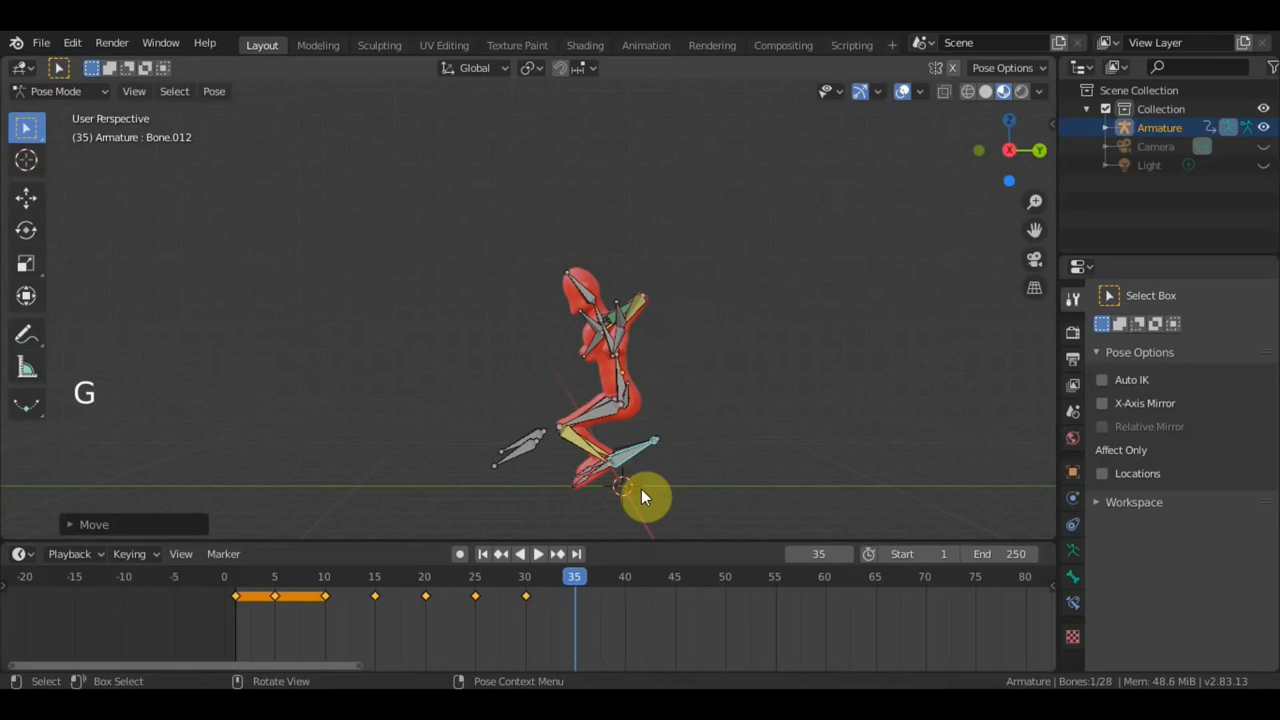 File Edit Render Window Help Layout Modeling Sculpting UV Editing Texture Paint Shading Animation Rendering Compositing Scripting + Scene View Layer
Global X Pose Options
Pose Mode View Select Pose
User Perspective
(35) Armature : Bone.012
Z
X
Y
G
Move
Scene Collection
Collection
Armature
Camera
Light
Select Box
Pose Options
Auto IK
X-Axis Mirror
Relative Mirror
Affect Only
Locations
Workspace
Playback Keying View Marker 35 Start 1 End 250
-20 -15 -10 -5 0 5 10 15 20 25 30 35 40 45 50 55 60 65 70 75 80
Select Box Select Rotate View Pose Context Menu Armature | Bones:1/28 | Mem: 48.6 MiB | v2.83.13